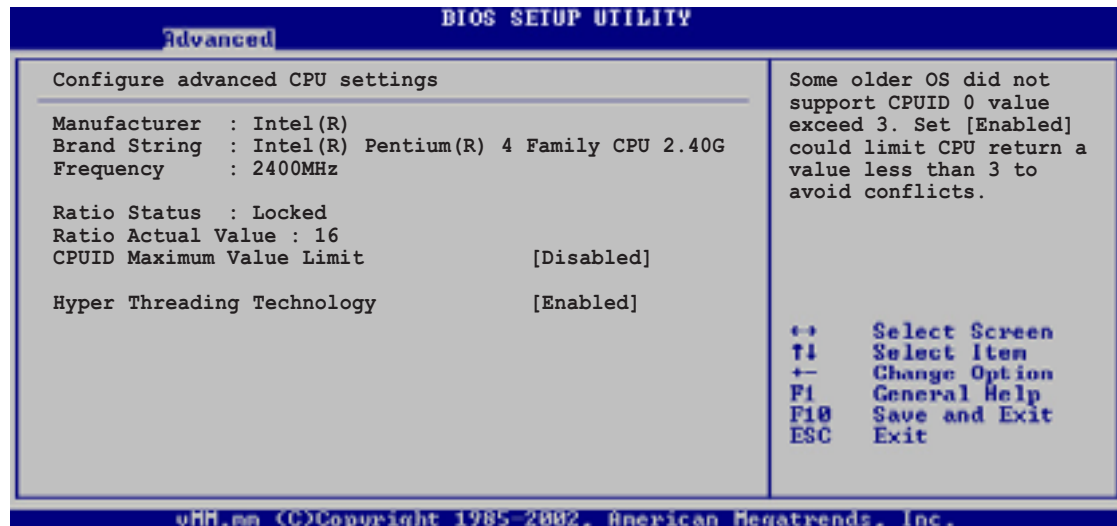 BIOS SETUP UTILITY
Advanced
Configure advanced CPU settings
Manufacturer : Intel(R)
Brand String : Intel(R) Pentium(R) 4 Family CPU 2.40G
Frequency : 2400MHz
Ratio Status : Locked
Ratio Actual Value : 16
CPUID Maximum Value Limit [Disabled]
Hyper Threading Technology [Enabled]
Some older OS did not
support CPUID 0 value
exceed 3. Set [Enabled]
could limit CPU return a
value less than 3 to
avoid conflicts.
←→ Select Screen
↑↓ Select Item
+- Change Option
F1 General Help
F10 Save and Exit
ESC Exit
vMM.mm (C)Copyright 1985-2002, American Megatrends, Inc.